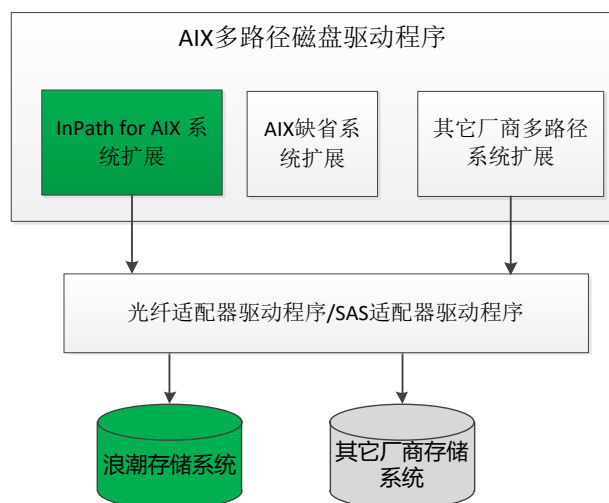 AIX多路径磁盘驱动程序
InPath for AIX 系
统扩展
AIX缺省系
统扩展
其它厂商多路径
系统扩展
光纤适配器驱动程序/SAS适配器驱动程序
浪潮存储系统
其它厂商存储
系统